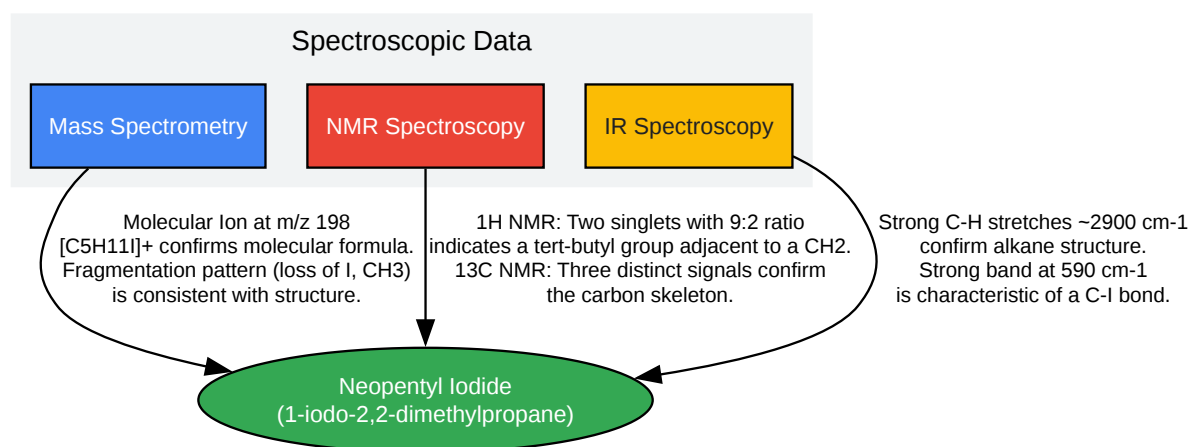 Spectroscopic Data
Mass Spectrometry
NMR Spectroscopy
IR Spectroscopy
Molecular Ion at m/z 198
[C5H11I]+ confirms molecular formula.
Fragmentation pattern (loss of I, CH3)
is consistent with structure.
1H NMR: Two singlets with 9:2 ratio
indicates a tert-butyl group adjacent to a CH2.
13C NMR: Three distinct signals confirm
the carbon skeleton.
Strong C-H stretches ~2900 cm-1
confirm alkane structure.
Strong band at 590 cm-1
is characteristic of a C-I bond.
Neopentyl Iodide
(1-iodo-2,2-dimethylpropane)